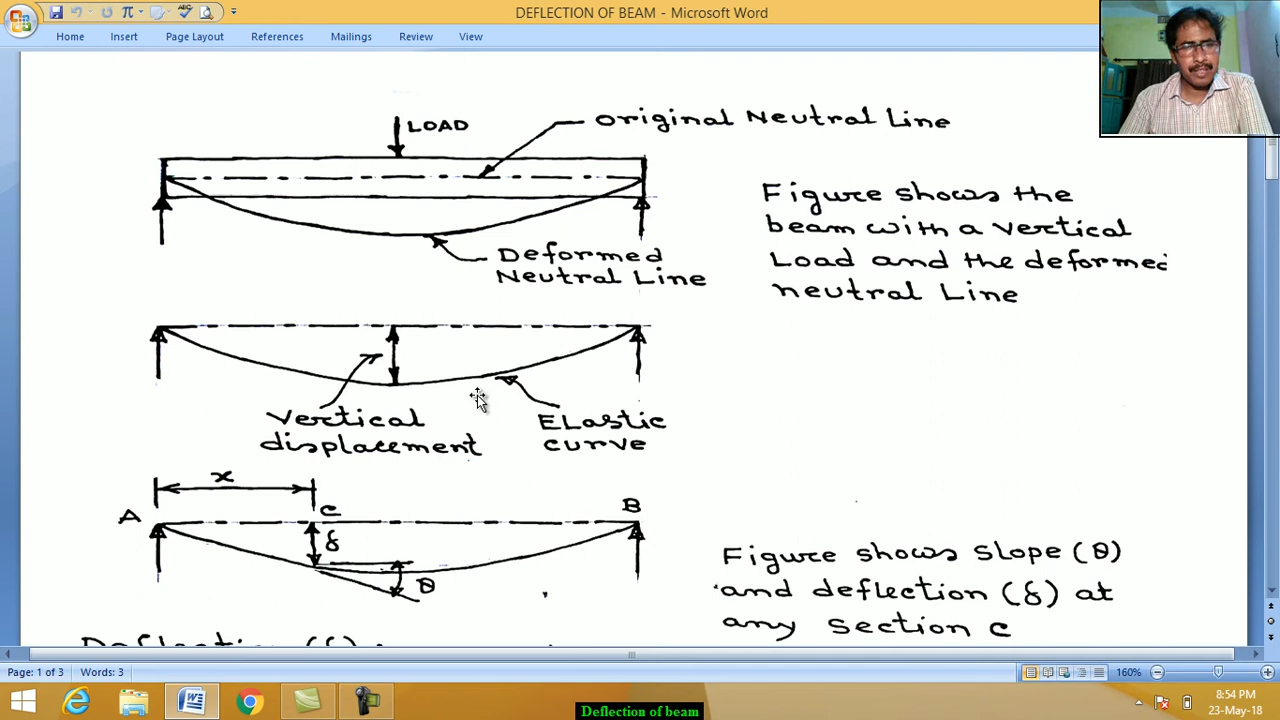 DEFLECTION OF BEAM - Microsoft Word
Home Insert Page Layout References Mailings Review View
LOAD
Original Neutral Line
Deformed
Neutral Line
Figure shows the
beam with a vertical
Load and the deformed
neutral Line
Vertical
displacement
Elastic
curve
x
A
C
B
δ
θ
Figure shows slope (θ)
and deflection (δ) at
any section c
Page: 1 of 3 Words: 3
160%
8:54 PM
23-May-18
Deflection of beam